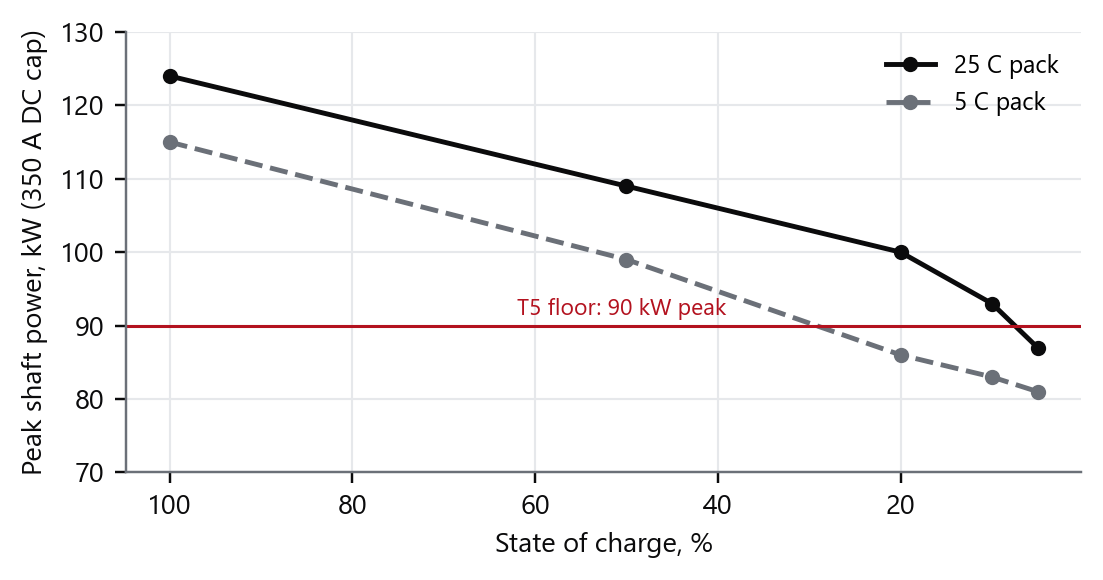 Peak shaft power, kW (350 A DC cap)
130
120
110
100
90
80
70
25 C pack
5 C pack
T5 floor: 90 kW peak
100
80
60
40
20
State of charge, %